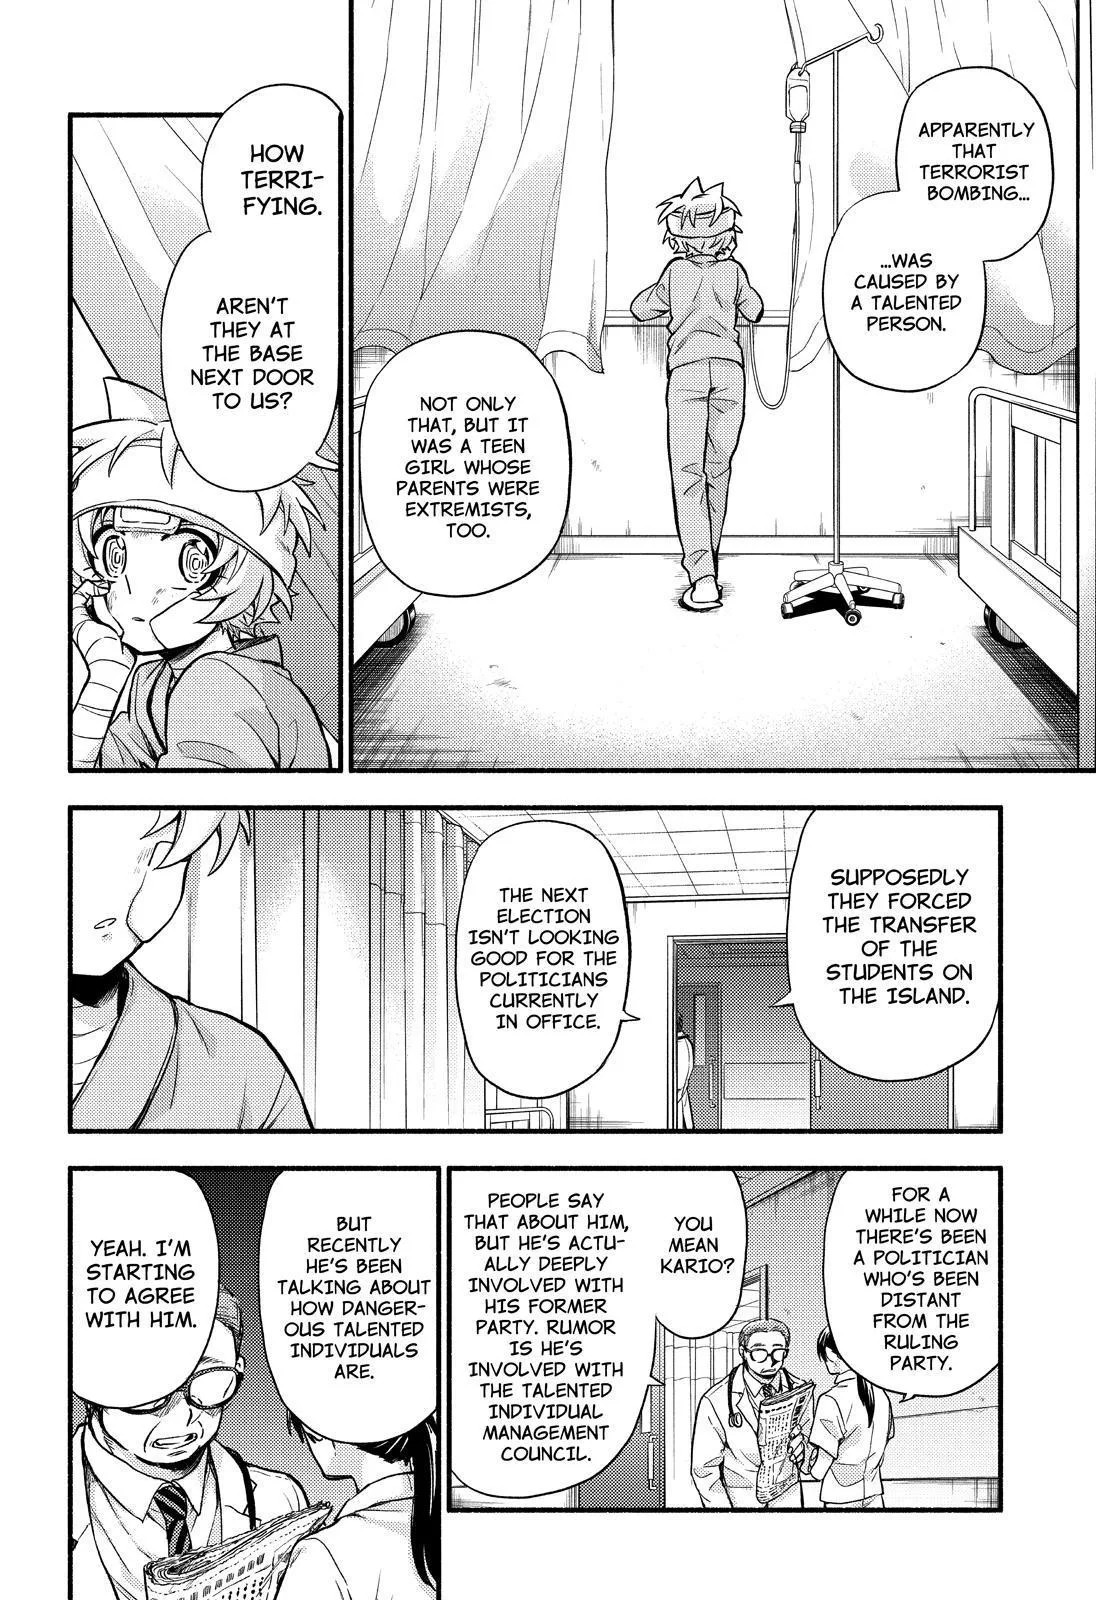 APPARENTLY
THAT
TERRORIST
BOMBING...
...WAS
CAUSED BY
A TALENTED
PERSON.
NOT ONLY
THAT, BUT IT
WAS A TEEN
GIRL WHOSE
PARENTS WERE
EXTREMISTS,
TOO.
HOW
TERRI-
FYING.
AREN'T
THEY AT
THE BASE
NEXT DOOR
TO US?
SUPPOSEDLY
THEY FORCED
THE TRANSFER
OF THE
STUDENTS ON
THE ISLAND.
THE NEXT
ELECTION
ISN'T LOOKING
GOOD FOR THE
POLITICIANS
CURRENTLY
IN OFFICE.
FOR A
WHILE NOW
THERE'S BEEN
A POLITICIAN
WHO'S BEEN
DISTANT
FROM THE
RULING
PARTY.
YOU
MEAN
KARIO?
PEOPLE SAY
THAT ABOUT HIM,
BUT HE'S ACTU-
ALLY DEEPLY
INVOLVED WITH
HIS FORMER
PARTY. RUMOR
IS HE'S
INVOLVED WITH
THE TALENTED
INDIVIDUAL
MANAGEMENT
COUNCIL.
BUT
RECENTLY
HE'S BEEN
TALKING ABOUT
HOW DANGER-
OUS TALENTED
INDIVIDUALS
ARE.
YEAH. I'M
STARTING
TO AGREE
WITH HIM.